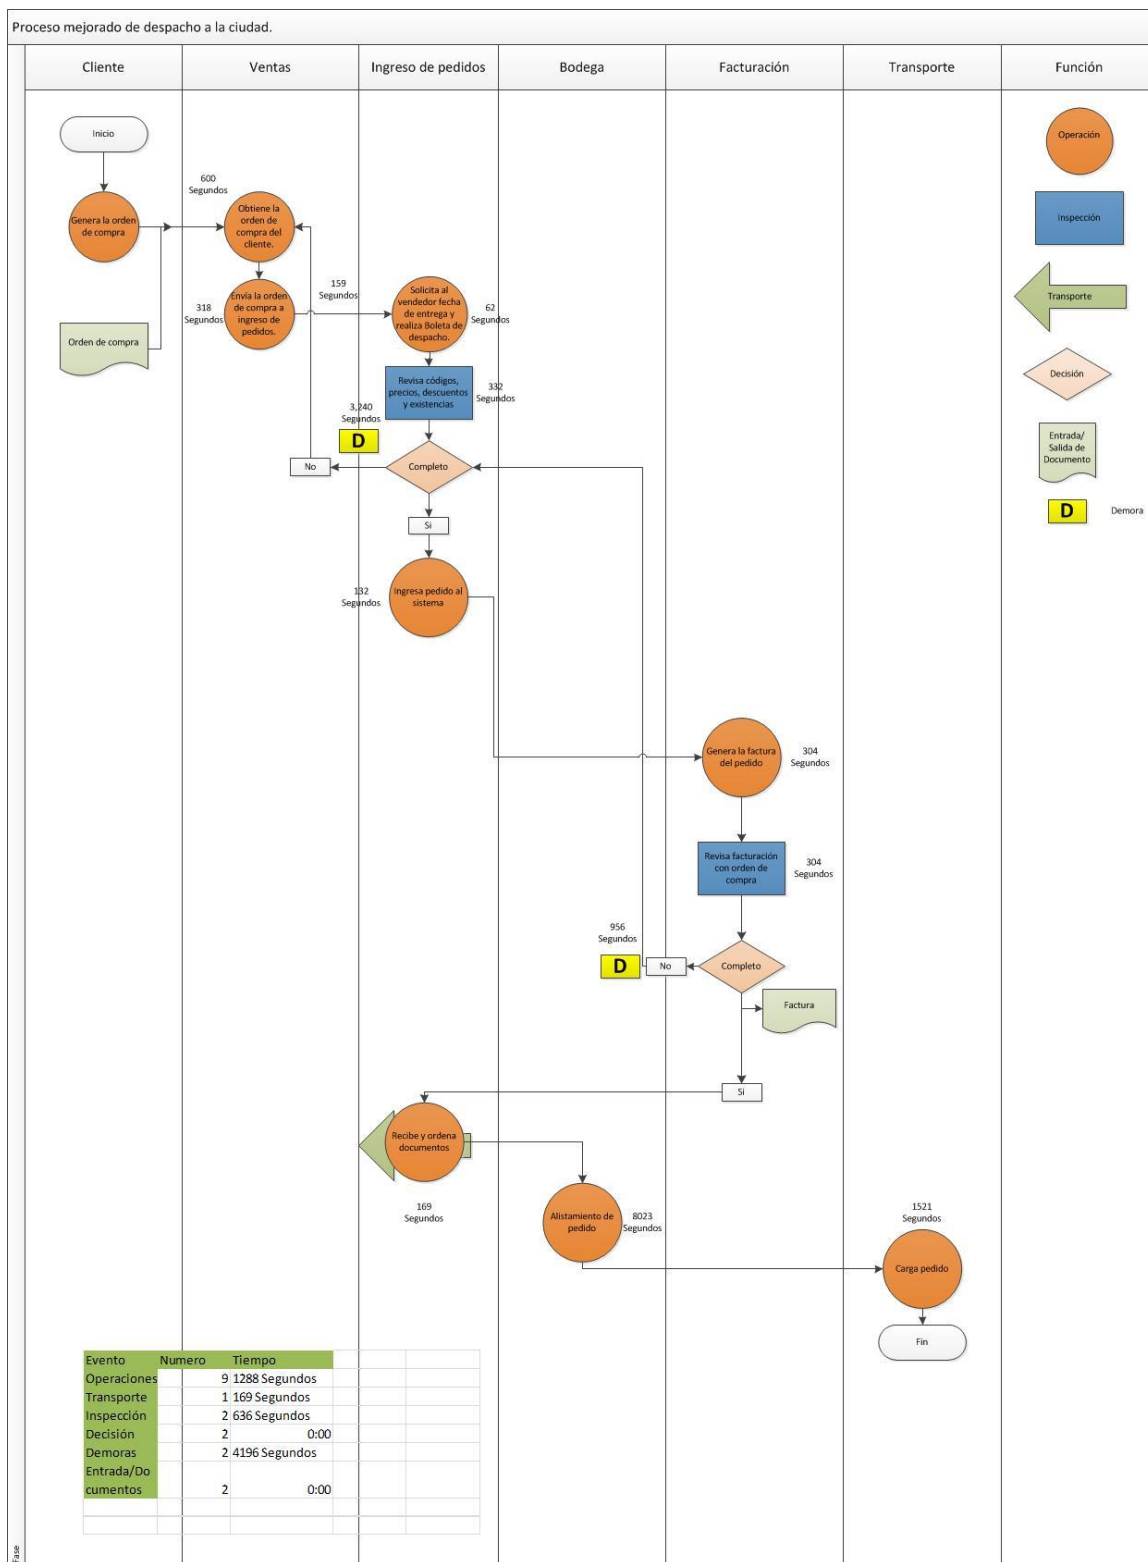 Proceso mejorado de despacho a la ciudad.
Cliente
Ventas
Ingreso de pedidos
Bodega
Facturación
Transporte
Función
Inicio
Operación
600
Segundos
Genera la orden
de compra
Obtiene la
orden de
compra del
cliente.
Inspección
159
Segundos
318
Segundos
Envía la orden
de compra a
ingreso de
pedidos.
Solicita al
vendedor fecha
de entrega y
realiza Boleta de
despacho.
62
Segundos
Transporte
Orden de compra
Revisa códigos,
precios, descuentos
y existencias
332
Segundos
Decisión
3,240
Segundos
D
No
Completo
Entrada/
Salida de
Documento
Si
D
Demora
132
Segundos
Ingresa pedido al
sistema
Genera la factura
del pedido
304
Segundos
Revisa facturación
con orden de
compra
304
Segundos
956
Segundos
D
No
Completo
Factura
Si
Recibe y ordena
documentos
169
Segundos
Alistamiento de
pedido
8023
Segundos
1521
Segundos
Carga pedido
Fin
Evento Numero Tiempo
Operaciones 9 1288 Segundos
Transporte 1 169 Segundos
Inspección 2 636 Segundos
Decisión 2 0:00
Demoras 2 4196 Segundos
Entrada/Do
cumentos 2 0:00
Fase